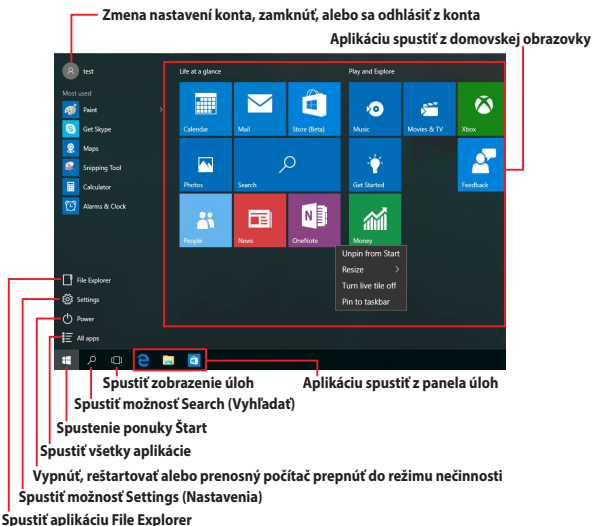 Zmena nastavení konta, zamknúť, alebo sa odhlásiť z konta
Aplikáciu spustiť z domovskej obrazovky
test
Life at a glance
Play and Explore
Most used
Paint
Get Skype
Maps
Snipping Tool
Calculator
Alarms & Clock
Calendar
Mail
Store (Beta)
Music
Movies & TV
Xbox
Photos
Search
Get Started
Feedback
People
News
OneNote
Money
Unpin from Start
Resize
Turn live tile off
Pin to taskbar
File Explorer
Settings
Power
All apps
Spustiť zobrazenie úloh
Aplikáciu spustiť z panela úloh
Spustiť možnosť Search (Vyhľadať)
Spustenie ponuky Štart
Spustiť všetky aplikácie
Vypnúť, reštartovať alebo prenosný počítač prepnúť do režimu nečinnosti
Spustiť možnosť Settings (Nastavenia)
Spustiť aplikáciu File Explorer